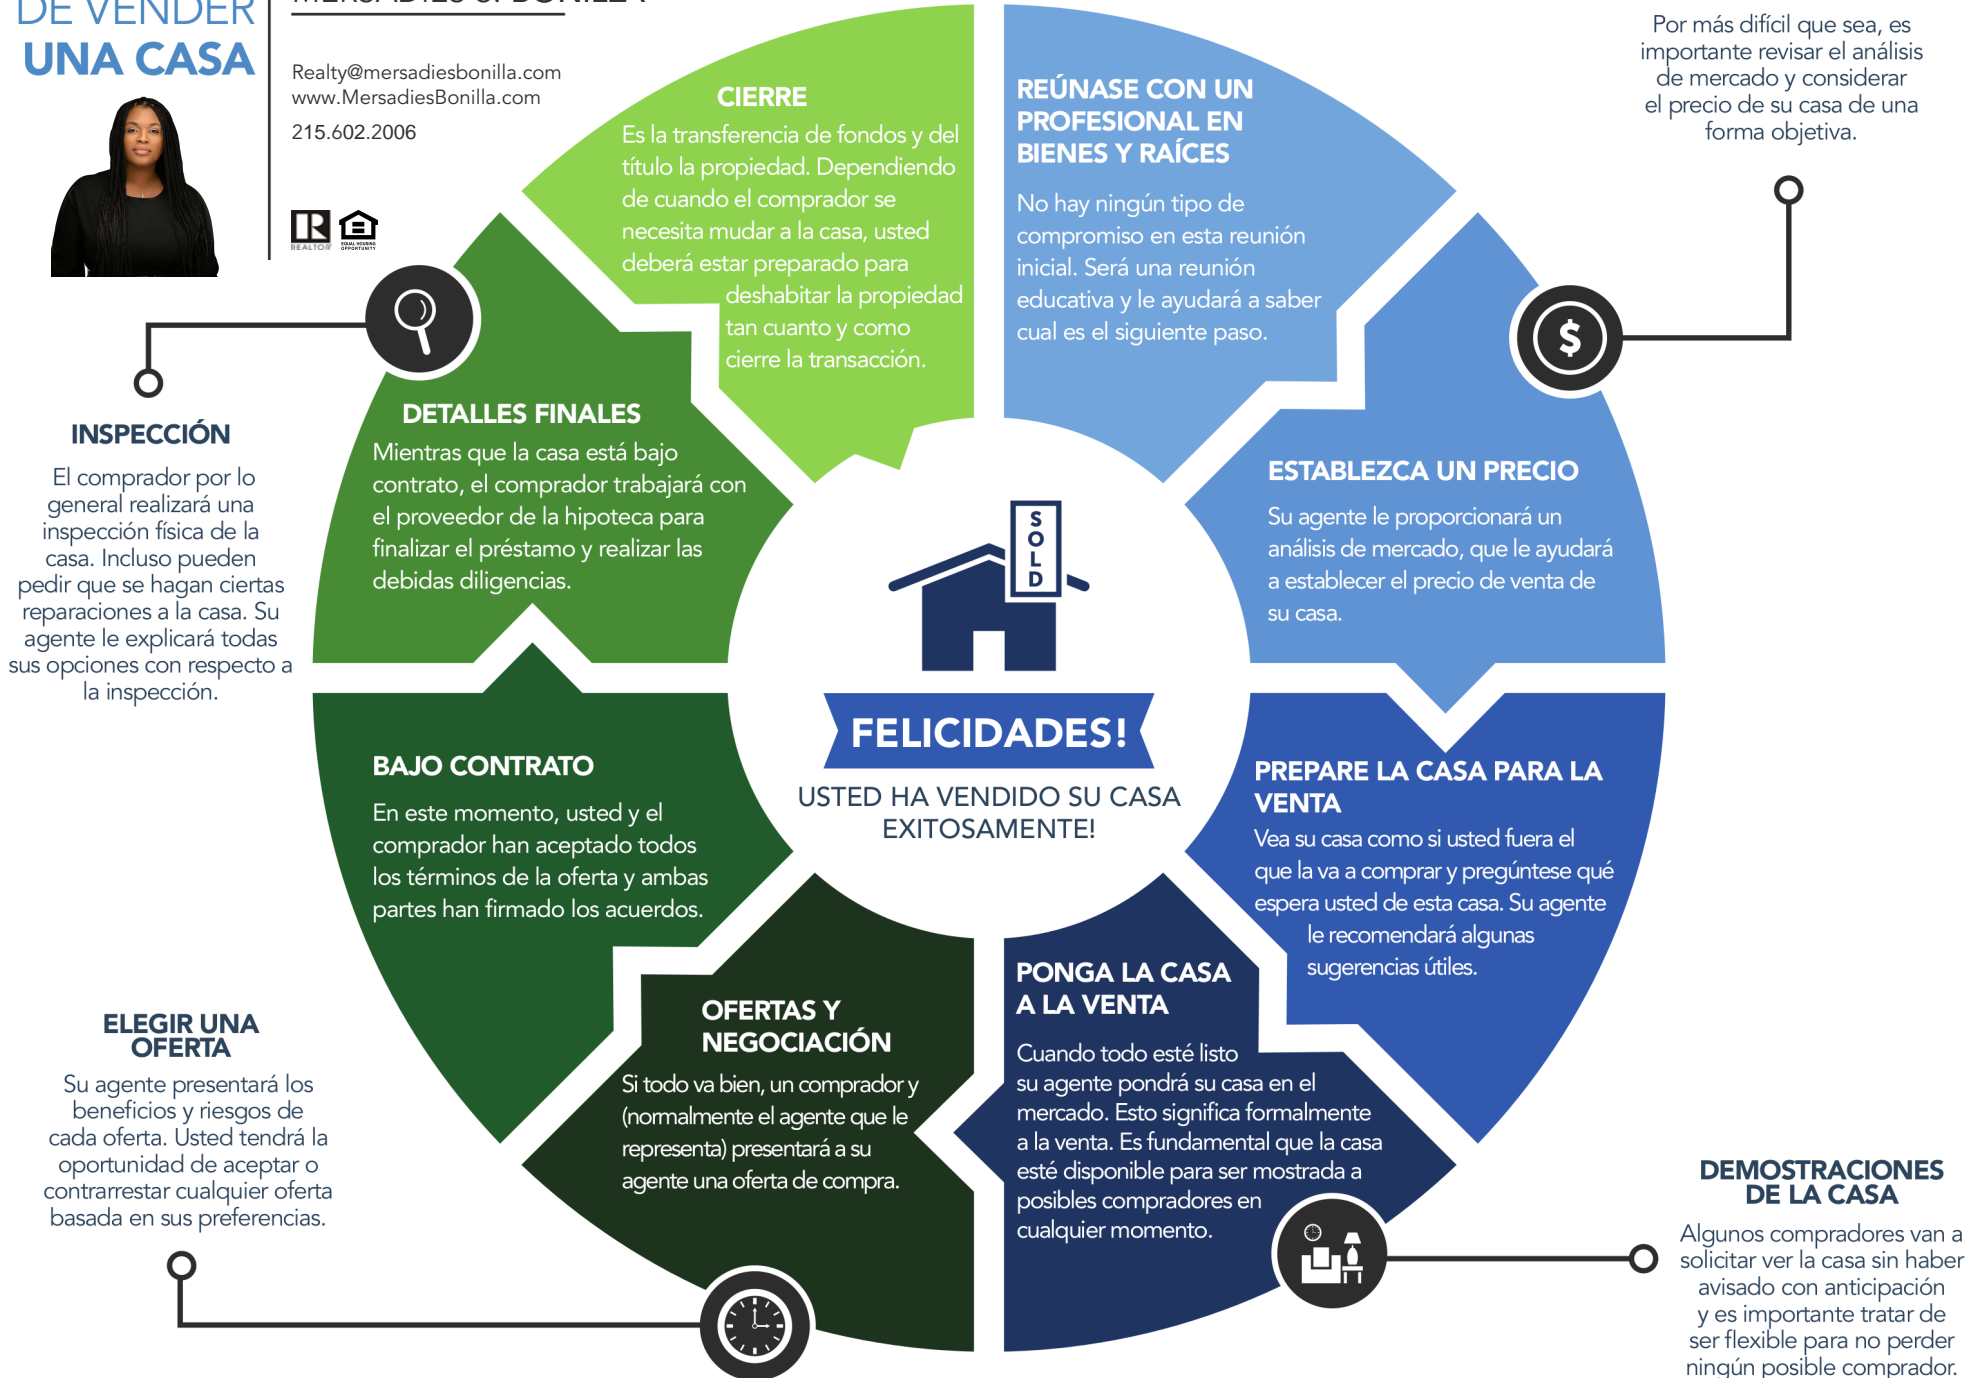 DE VENDER
UNA CASA
MERSADIES J. BONILLA
Realty@mersadiesbonilla.com
www.MersadiesBonilla.com
215.602.2006
REALTOR®
EQUAL HOUSING
OPPORTUNITY
REÚNASE CON UN
PROFESIONAL EN
BIENES Y RAÍCES
No hay ningún tipo de
compromiso en esta reunión
inicial. Será una reunión
educativa y le ayudará a saber
cual es el siguiente paso.
Por más difícil que sea, es
importante revisar el análisis
de mercado y considerar
el precio de su casa de una
forma objetiva.
$
ESTABLEZCA UN PRECIO
Su agente le proporcionará un
análisis de mercado, que le ayudará
a establecer el precio de venta de
su casa.
PREPARE LA CASA PARA LA
VENTA
Vea su casa como si usted fuera el
que la va a comprar y pregúntese qué
espera usted de esta casa. Su agente
le recomendará algunas
sugerencias útiles.
PONGA LA CASA
A LA VENTA
Cuando todo esté listo
su agente pondrá su casa en el
mercado. Esto significa formalmente
a la venta. Es fundamental que la casa
esté disponible para ser mostrada a
posibles compradores en
cualquier momento.
DEMOSTRACIONES
DE LA CASA
Algunos compradores van a
solicitar ver la casa sin haber
avisado con anticipación
y es importante tratar de
ser flexible para no perder
ningún posible comprador.
OFERTAS Y
NEGOCIACIÓN
Si todo va bien, un comprador y
(normalmente el agente que le
representa) presentará a su
agente una oferta de compra.
ELEGIR UNA
OFERTA
Su agente presentará los
beneficios y riesgos de
cada oferta. Usted tendrá la
oportunidad de aceptar o
contrarrestar cualquier oferta
basada en sus preferencias.
BAJO CONTRATO
En este momento, usted y el
comprador han aceptado todos
los términos de la oferta y ambas
partes han firmado los acuerdos.
INSPECCIÓN
El comprador por lo
general realizará una
inspección física de la
casa. Incluso pueden
pedir que se hagan ciertas
reparaciones a la casa. Su
agente le explicará todas
sus opciones con respecto a
la inspección.
DETALLES FINALES
Mientras que la casa está bajo
contrato, el comprador trabajará con
el proveedor de la hipoteca para
finalizar el préstamo y realizar las
debidas diligencias.
CIERRE
Es la transferencia de fondos y del
título la propiedad. Dependiendo
de cuando el comprador se
necesita mudar a la casa, usted
deberá estar preparado para
deshabitar la propiedad
tan cuanto y como
cierre la transacción.
SOLD
FELICIDADES!
USTED HA VENDIDO SU CASA
EXITOSAMENTE!